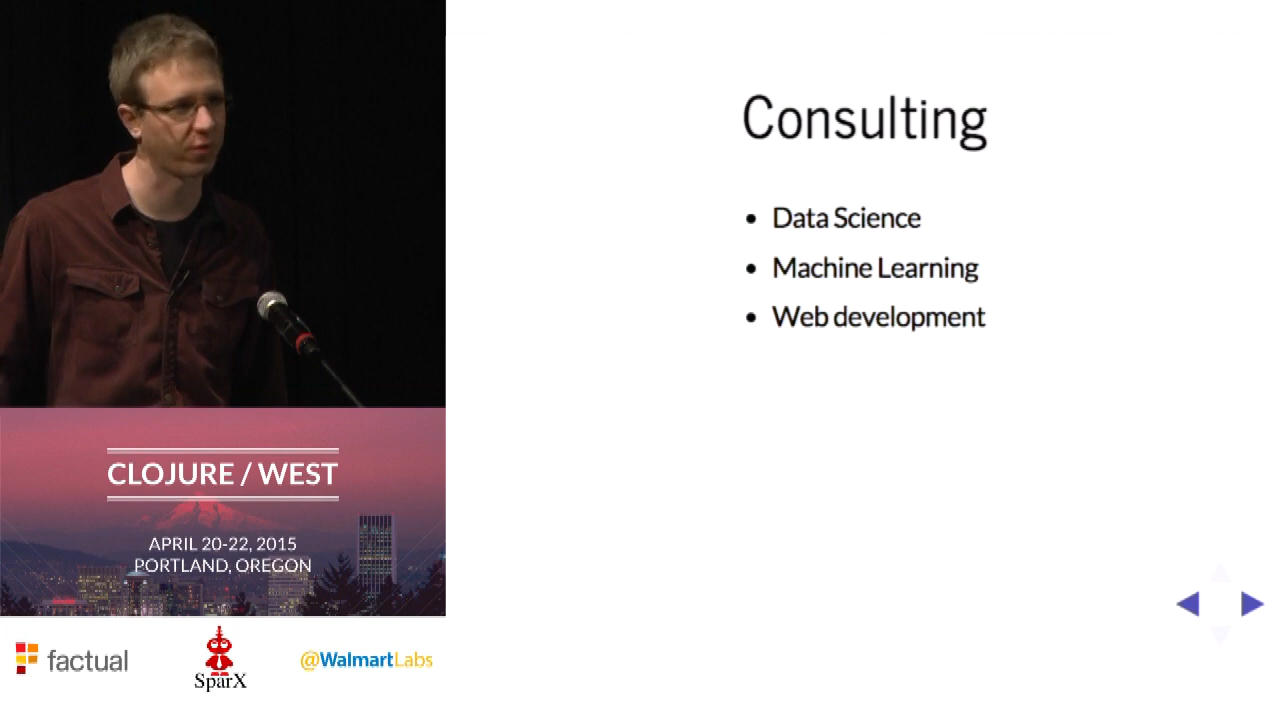 Consulting
• Data Science
• Machine Learning
• Web development
CLOJURE / WEST
APRIL 20-22, 2015
PORTLAND, OREGON
factual
SparX
@WalmartLabs